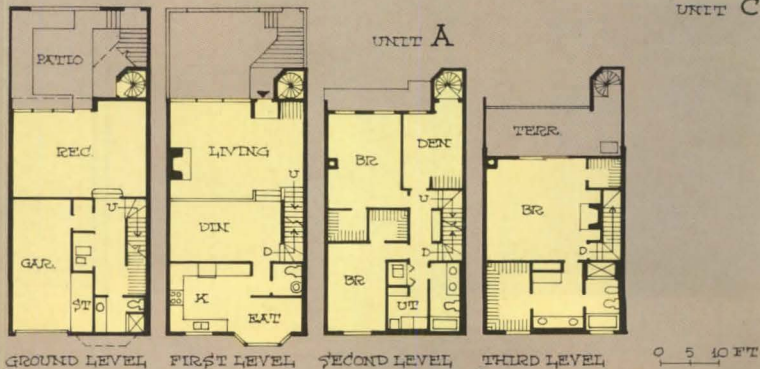 UNIT C
UNIT A
PATIO
REC.
U
GAR.
ST
GROUND LEVEL
LIVING
U
DIN
D
K
EAT
FIRST LEVEL
DEN
BR
U
D
BR
UT
SECOND LEVEL
TERR.
BR
D
THIRD LEVEL
0 5 10 FT